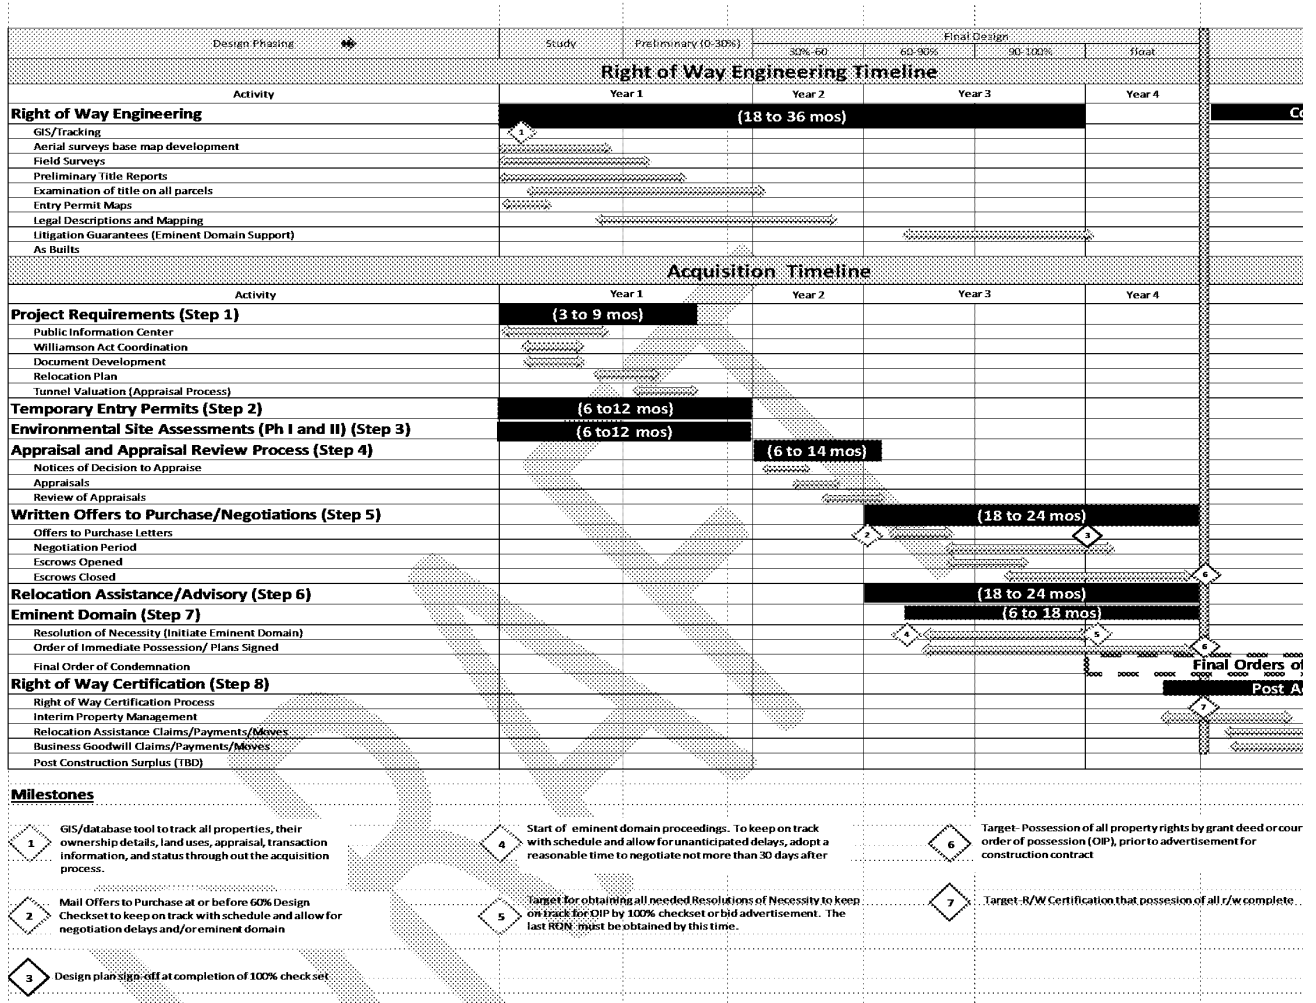 Final Design
Design Phasing Study Preliminary (0-30%)
30%-60 60-90% 90-100% float
Right of Way Engineering Timeline
Activity Year 1 Year 2 Year 3 Year 4
Right of Way Engineering (18 to 36 mos)
GIS/Tracking 1
Aerial surveys base map development
Field Surveys
Preliminary Title Reports
Examination of title on all parcels
Entry Permit Maps
Legal Descriptions and Mapping
Litigation Guarantees (Eminent Domain Support)
As Builts
Acquisition Timeline
Activity Year 1 Year 2 Year 3 Year 4
Project Requirements (Step 1) (3 to 9 mos)
Public Information Center
Williamson Act Coordination
Document Development
Relocation Plan
Tunnel Valuation (Appraisal Process)
Temporary Entry Permits (Step 2) (6 to12 mos)
Environmental Site Assessments (Ph I and II) (Step 3) (6 to12 mos)
Appraisal and Appraisal Review Process (Step 4) (6 to 14 mos)
Notices of Decision to Appraise
Appraisals
Review of Appraisals
Written Offers to Purchase/Negotiations (Step 5) (18 to 24 mos)
Offers to Purchase Letters 2 3
Negotiation Period
Escrows Opened
Escrows Closed 6
Relocation Assistance/Advisory (Step 6) (18 to 24 mos)
Eminent Domain (Step 7) (6 to 18 mos)
Resolution of Necessity (Initiate Eminent Domain) 4 5
Order of Immediate Possession/ Plans Signed 6
Final Order of Condemnation Final Orders of
Right of Way Certification (Step 8) Post A
Right of Way Certification Process 7
Interim Property Management
Relocation Assistance Claims/Payments/Moves
Business Goodwill Claims/Payments/Moves
Post Construction Surplus (TBD)
Milestones
1 GIS/database tool to track all properties, their
ownership details, land uses, appraisal, transaction
information, and status through out the acquisition
process.
2 Mail Offers to Purchase at or before 60% Design
Checkset to keep on track with schedule and allow for
negotiation delays and/or eminent domain
3 Design plan sign-off at completion of 100% check set
4 Start of eminent domain proceedings. To keep on track
with schedule and allow for unanticipated delays, adopt a
reasonable time to negotiate not more than 30 days after
5 Target for obtaining all needed Resolutions of Necessity to keep
on track for OIP by 100% checkset or bid advertisement. The
last RON must be obtained by this time.
6 Target- Possession of all property rights by grant deed or cour
order of possession (OIP), prior to advertisement for
construction contract
7 Target-R/W Certification that possesion of all r/w complete